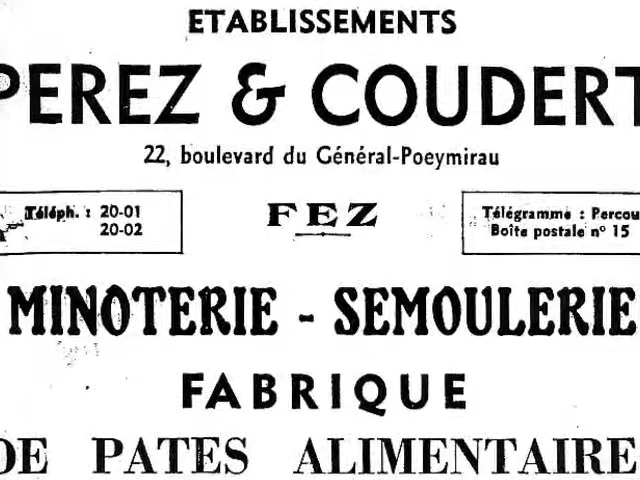 ETABLISSEMENTS
PEREZ & COUDERT
22, boulevard du Général-Poeymirau
Téléph. : 20-01
20-02
FEZ
Télégramme : Percou
Boîte postale n° 15
MINOTERIE - SEMOULERIE
FABRIQUE
DE PATES ALIMENTAIRE